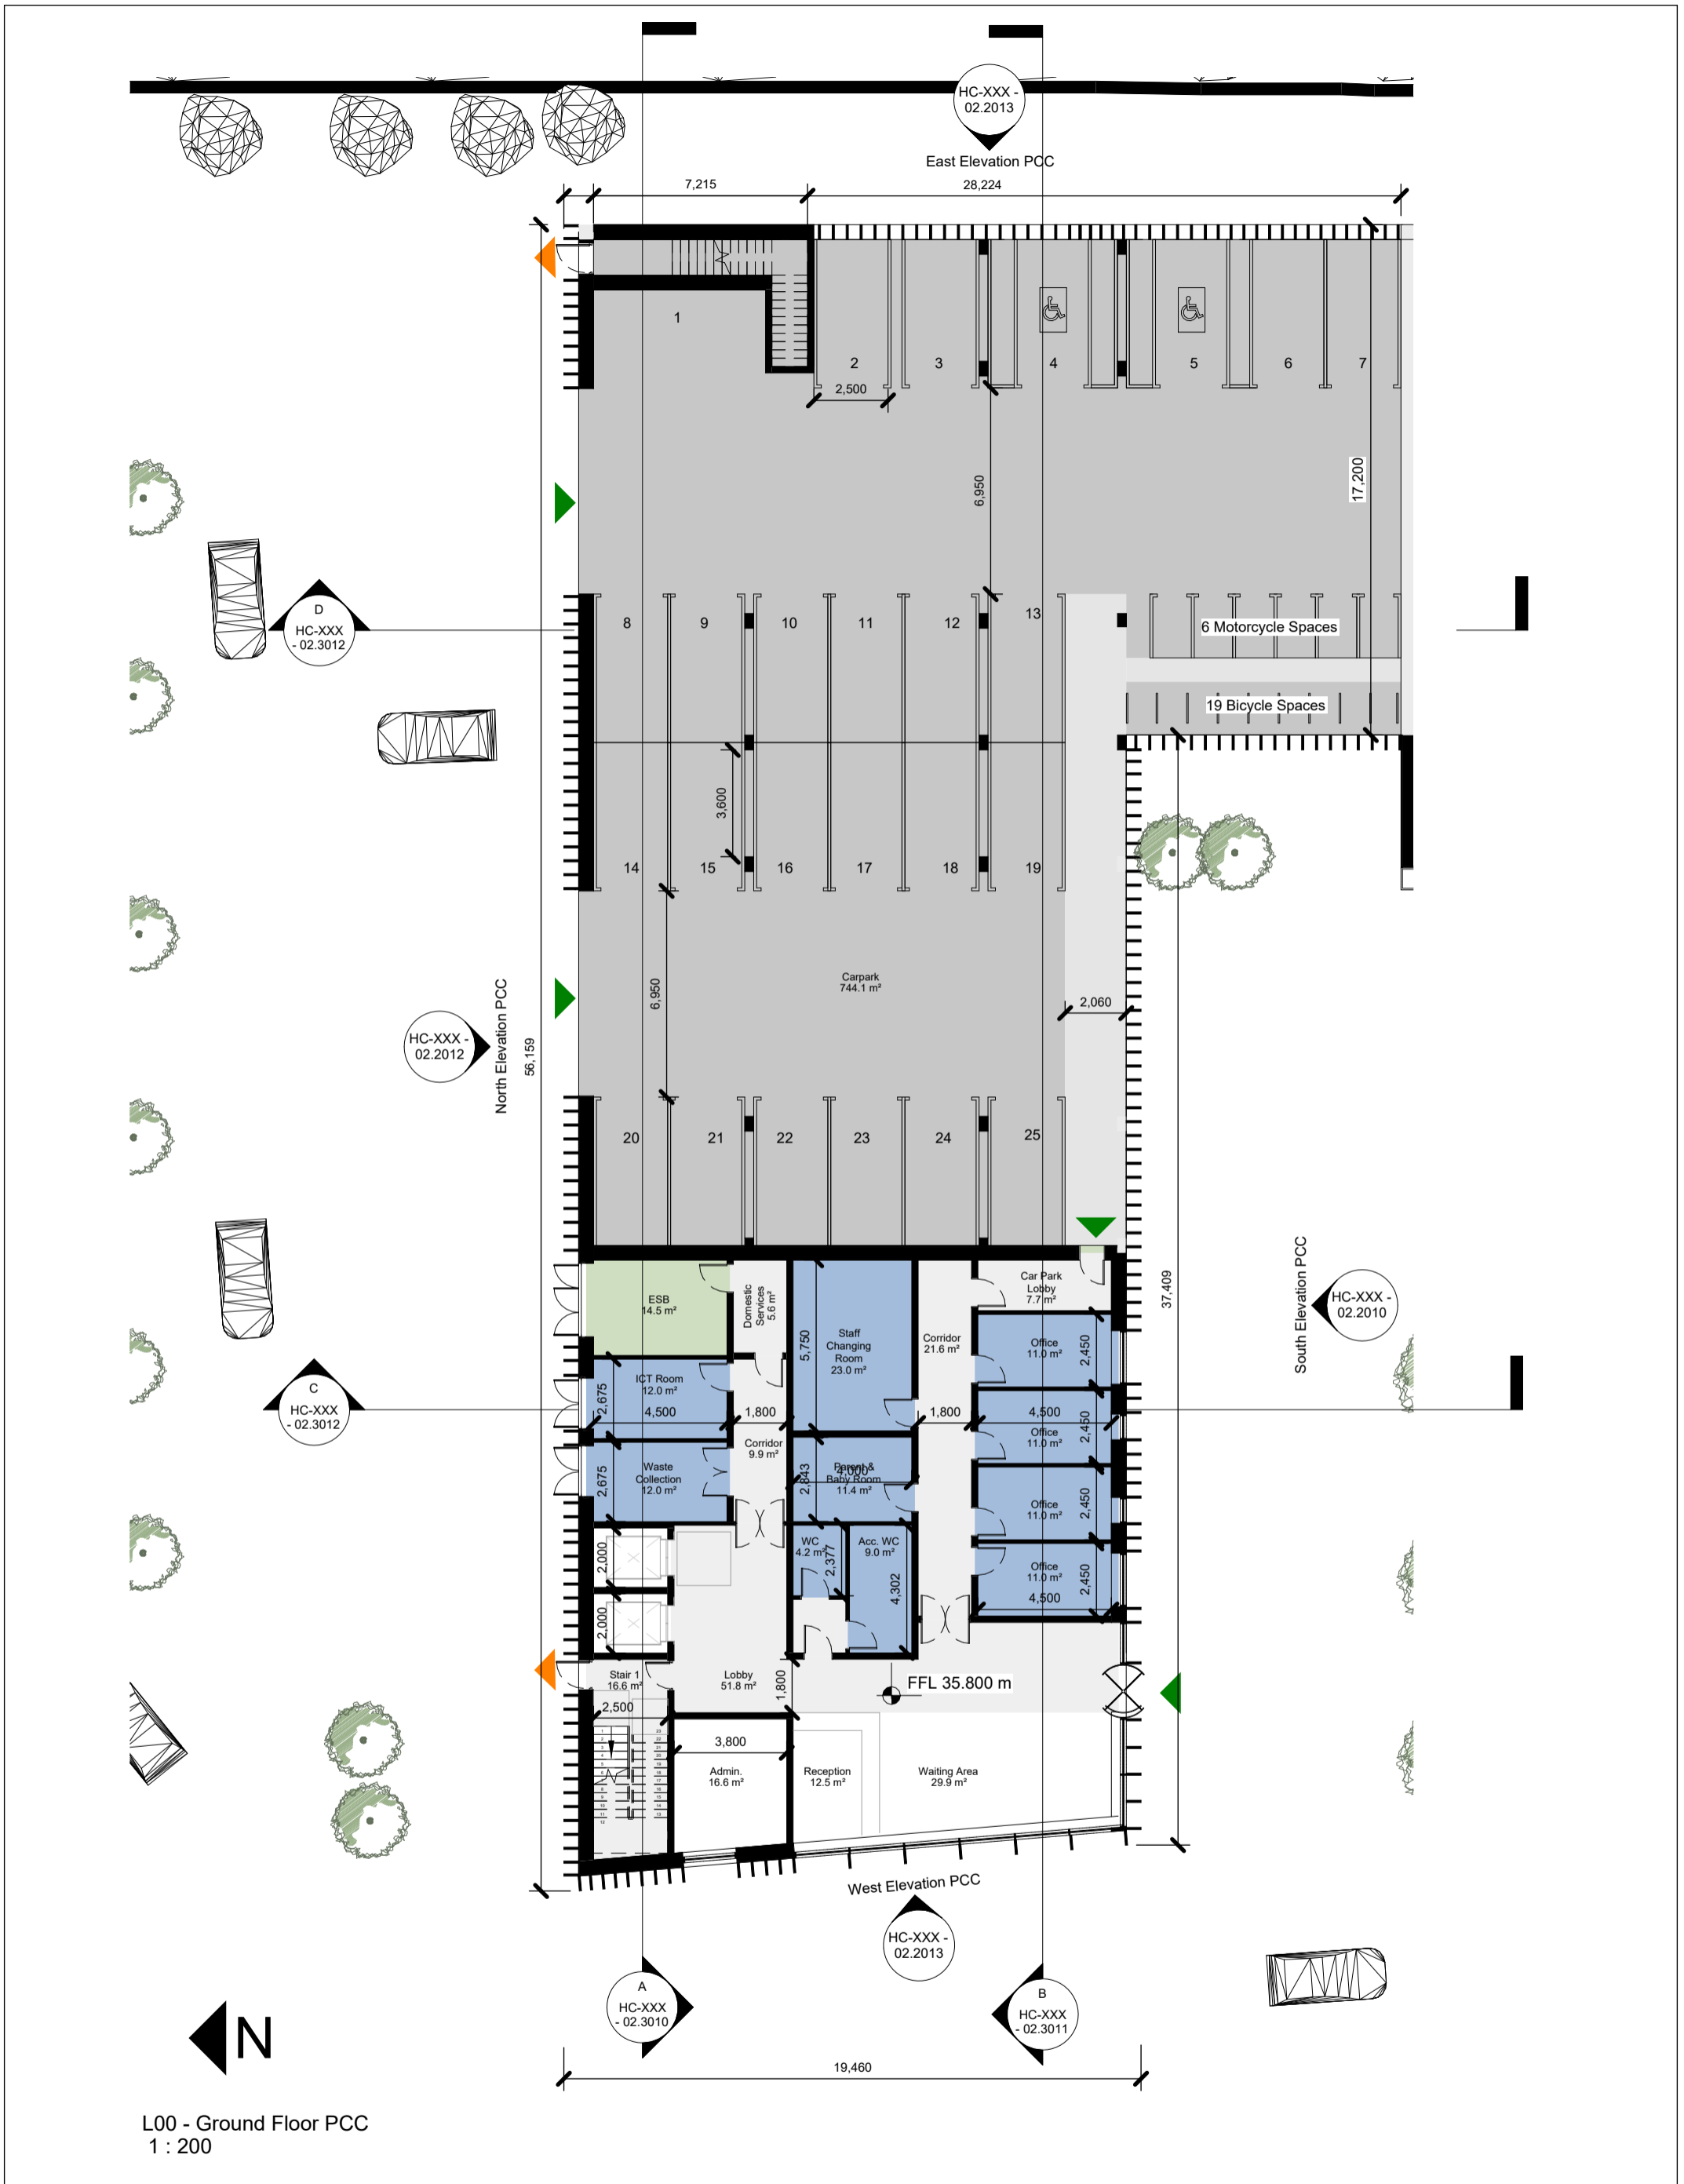 HC-XXX -
02.2013
East Elevation PCC
7,215
28,224
1
2
3
4
5
6
7
2,500
6,950
17,200
D
HC-XXX
- 02.3012
8
9
10
11
12
13
6 Motorcycle Spaces
19 Bicycle Spaces
3,600
14
15
16
17
18
19
Carpark
744.1 m²
6,950
2,060
North Elevation PCC
HC-XXX -
02.2012
56,159
20
21
22
23
24
25
37,409
South Elevation PCC
HC-XXX -
02.2010
ESB
14.5 m²
Domestic
Services
5.6 m²
5,750
Staff
Changing
Room
23.0 m²
Corridor
21.6 m²
Car Park
Lobby
7.7 m²
Office
11.0 m²
2,450
C
HC-XXX
- 02.3012
ICT Room
12.0 m²
2,675
4,500
1,800
1,800
4,500
Office
11.0 m²
2,450
Corridor
9.9 m²
Waste
Collection
12.0 m²
2,675
Parent &
Baby Room
11.4 m²
4,000
2,843
Office
11.0 m²
2,450
2,000
WC
4.2 m²
2,377
Acc. WC
9.0 m²
4,302
Office
11.0 m²
2,450
4,500
2,000
Stair 1
16.6 m²
2,500
Lobby
51.8 m²
1,800
FFL 35.800 m
3,800
Admin.
16.6 m²
Reception
12.5 m²
Waiting Area
29.9 m²
West Elevation PCC
HC-XXX -
02.2013
A
HC-XXX
- 02.3010
B
HC-XXX
- 02.3011
N
19,460
L00 - Ground Floor PCC
1 : 200